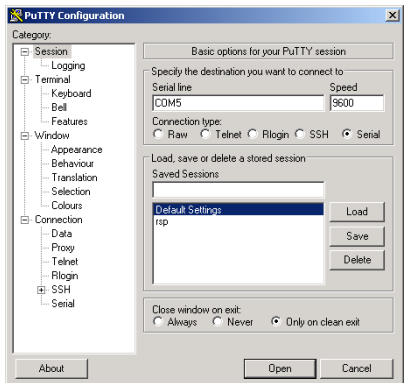 PuTTY Configuration
Category:
Session
Logging
Terminal
Keyboard
Bell
Features
Window
Appearance
Behaviour
Translation
Selection
Colours
Connection
Data
Proxy
Telnet
Rlogin
SSH
Serial
Basic options for your PuTTY session
Specify the destination you want to connect to
Serial line Speed
COM5 9600
Connection type:
Raw Telnet Rlogin SSH Serial
Load, save or delete a stored session
Saved Sessions
Default Settings
rsp
Load
Save
Delete
Close window on exit:
Always Never Only on clean exit
About Open Cancel